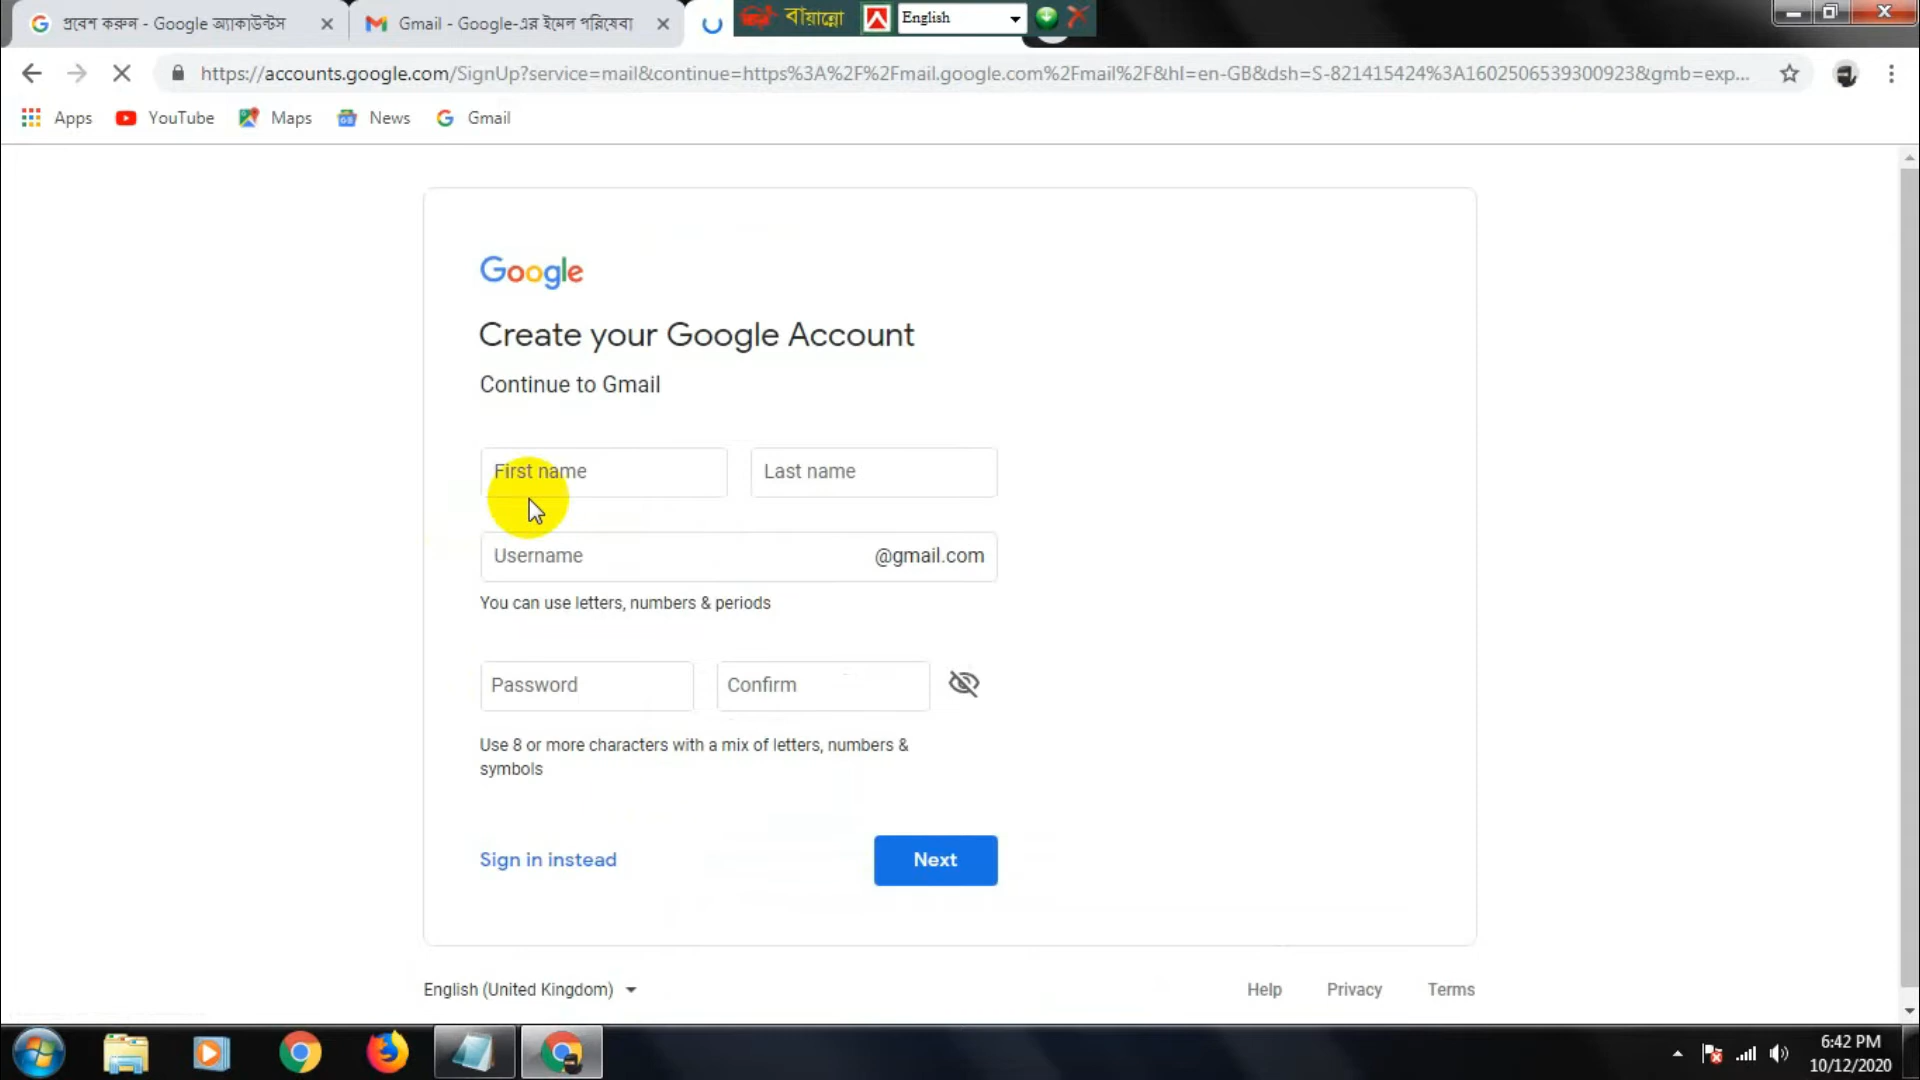 প্রবেশ করুন - Google অ্যাকাউন্টস
Gmail - Google-এর ইমেল পরিষেবা
বায়ান্নো
English
https://accounts.google.com/SignUp?service=mail&continue=https%3A%2F%2Fmail.google.com%2Fmail%2F&hl=en-GB&dsh=S-821415424%3A1602506539300923&gmb=exp...
Apps
YouTube
Maps
News
Gmail
Google
Create your Google Account
Continue to Gmail
First name
Last name
Username
@gmail.com
You can use letters, numbers & periods
Password
Confirm
Use 8 or more characters with a mix of letters, numbers &
symbols
Sign in instead
Next
English (United Kingdom)
Help
Privacy
Terms
6:42 PM
10/12/2020